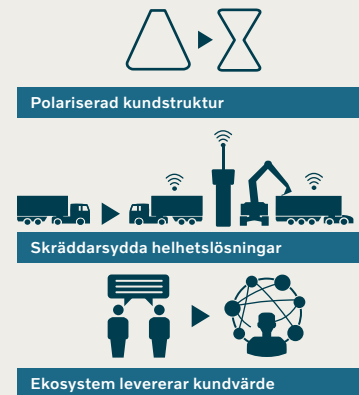 Polariserad kundstruktur
Skräddarsydda helhetslösningar
Ekosystem levererar kundvärde